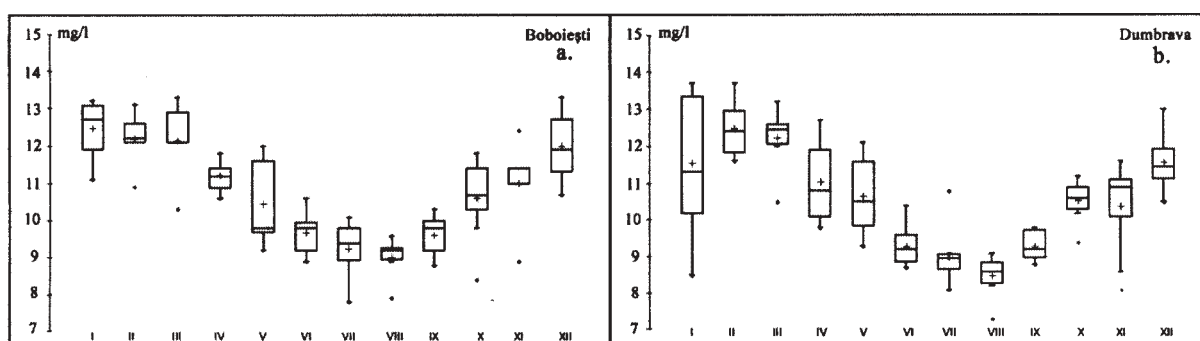 15 mg/l Boboiești
a.
14
13
12
11
10
9
8
7
I II III IV V VI VII VIII IX X XI XII
15 mg/l Dumbrava
b.
14
13
12
11
10
9
8
7
I II III IV V VI VII VIII IX X XI XII